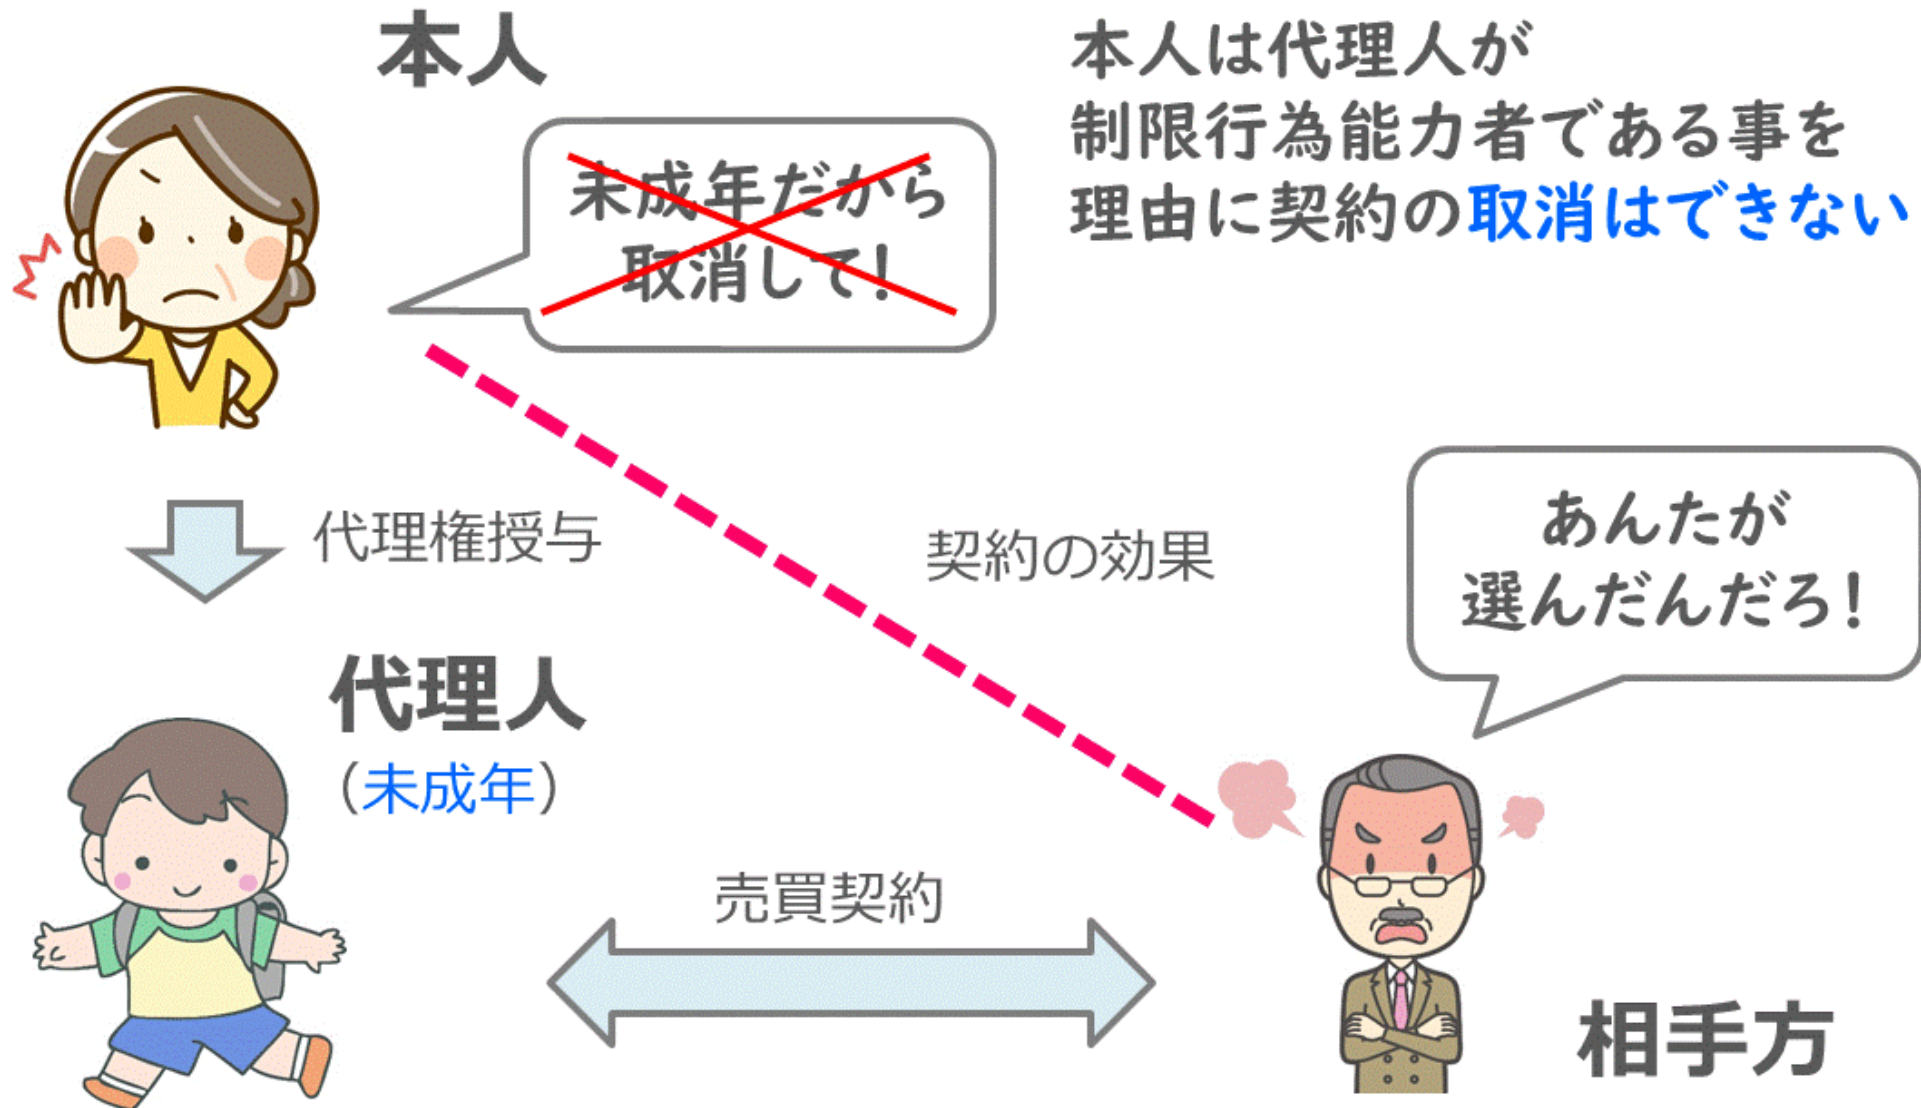 本人
本人は代理人が
制限行為能力者である事を
理由に契約の取消はできない
未成年だから
取消して!
代理権授与
契約の効果
あんたが
選んだんだろ!
代理人
(未成年)
売買契約
相手方